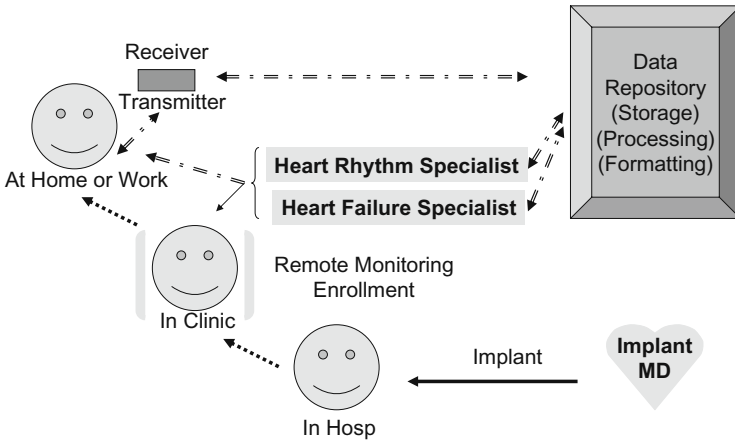 Receiver
Transmitter
Data
Repository
(Storage)
(Processing)
(Formatting)
At Home or Work
Heart Rhythm Specialist
Heart Failure Specialist
Remote Monitoring
Enrollment
In Clinic
Implant
Implant
MD
In Hosp